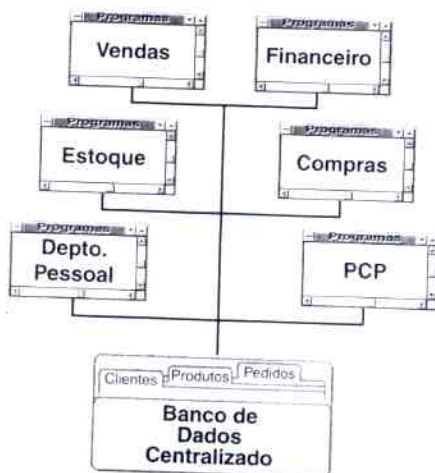 Programas
Vendas
Programas
Financeiro
Programas
Estoque
Programas
Compras
Programas
Depto.
Pessoal
Programas
PCP
Clientes Produtos Pedidos
Banco de
Dados
Centralizado